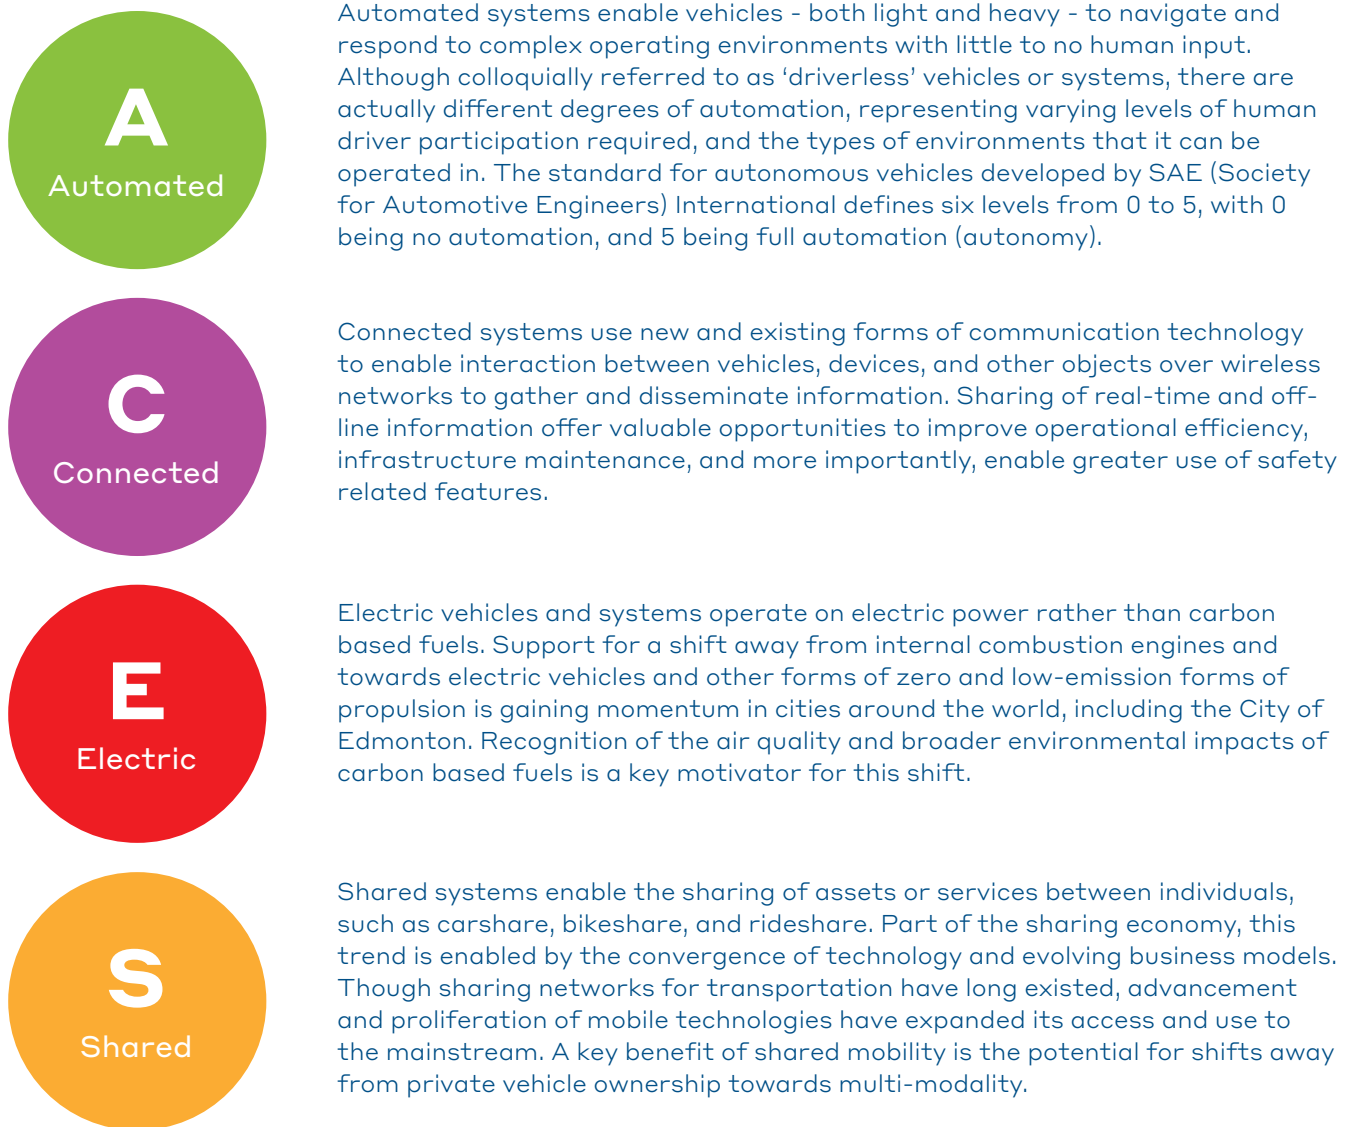 A
Automated
Automated systems enable vehicles - both light and heavy - to navigate and
respond to complex operating environments with little to no human input.
Although colloquially referred to as ‘driverless’ vehicles or systems, there are
actually different degrees of automation, representing varying levels of human
driver participation required, and the types of environments that it can be
operated in. The standard for autonomous vehicles developed by SAE (Society
for Automotive Engineers) International defines six levels from 0 to 5, with 0
being no automation, and 5 being full automation (autonomy).
C
Connected
Connected systems use new and existing forms of communication technology
to enable interaction between vehicles, devices, and other objects over wireless
networks to gather and disseminate information. Sharing of real-time and off-
line information offer valuable opportunities to improve operational efficiency,
infrastructure maintenance, and more importantly, enable greater use of safety
related features.
E
Electric
Electric vehicles and systems operate on electric power rather than carbon
based fuels. Support for a shift away from internal combustion engines and
towards electric vehicles and other forms of zero and low-emission forms of
propulsion is gaining momentum in cities around the world, including the City of
Edmonton. Recognition of the air quality and broader environmental impacts of
carbon based fuels is a key motivator for this shift.
S
Shared
Shared systems enable the sharing of assets or services between individuals,
such as carshare, bikeshare, and rideshare. Part of the sharing economy, this
trend is enabled by the convergence of technology and evolving business models.
Though sharing networks for transportation have long existed, advancement
and proliferation of mobile technologies have expanded its access and use to
the mainstream. A key benefit of shared mobility is the potential for shifts away
from private vehicle ownership towards multi-modality.